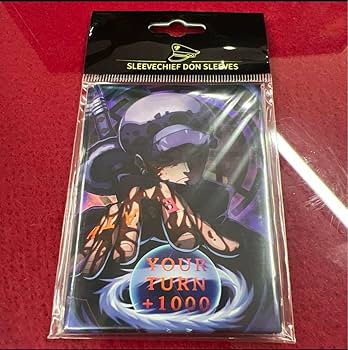 SLEEVECHIEF DON SLEEVES
YOUR
TURN
+1000